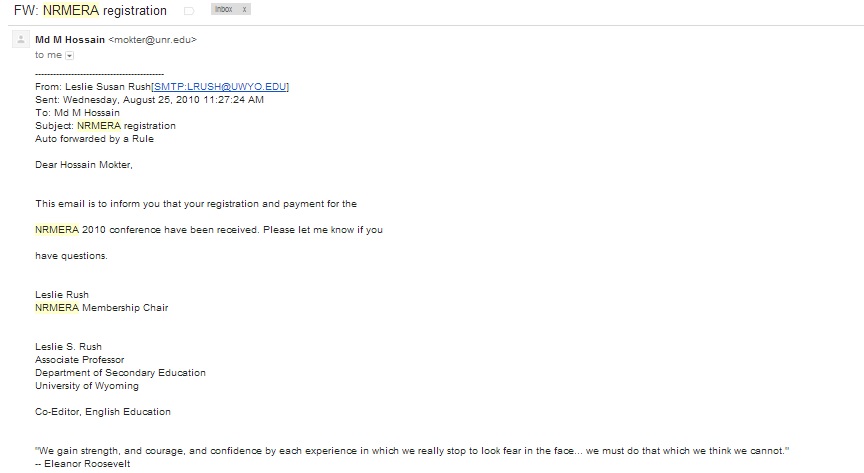 FW: NRMERA registration
Inbox x
Md M Hossain <mokter@unr.edu>
to me
-------------------------------------------
From: Leslie Susan Rush[SMTP:LRUSH@UWYO.EDU]
Sent: Wednesday, August 25, 2010 11:27:24 AM
To: Md M Hossain
Subject: NRMERA registration
Auto forwarded by a Rule
Dear Hossain Mokter,
This email is to inform you that your registration and payment for the
NRMERA 2010 conference have been received. Please let me know if you
have questions.
Leslie Rush
NRMERA Membership Chair
Leslie S. Rush
Associate Professor
Department of Secondary Education
University of Wyoming
Co-Editor, English Education
"We gain strength, and courage, and confidence by each experience in which we really stop to look fear in the face... we must do that which we think we cannot."
-- Eleanor Roosevelt